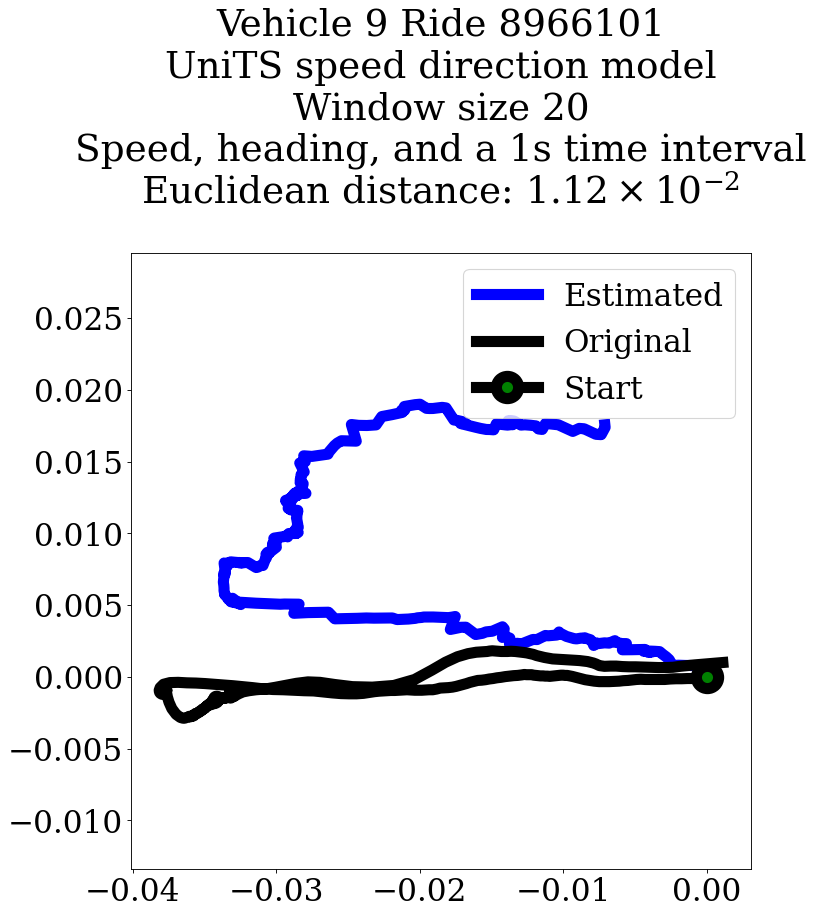 Vehicle 9 Ride 8966101
UniTS speed direction model
Window size 20
Speed, heading, and a 1s time interval
Euclidean distance: 1.12 × 10⁻²
Estimated
Original
Start
0.025
0.020
0.015
0.010
0.005
0.000
−0.005
−0.010
−0.04 −0.03 −0.02 −0.01 0.00